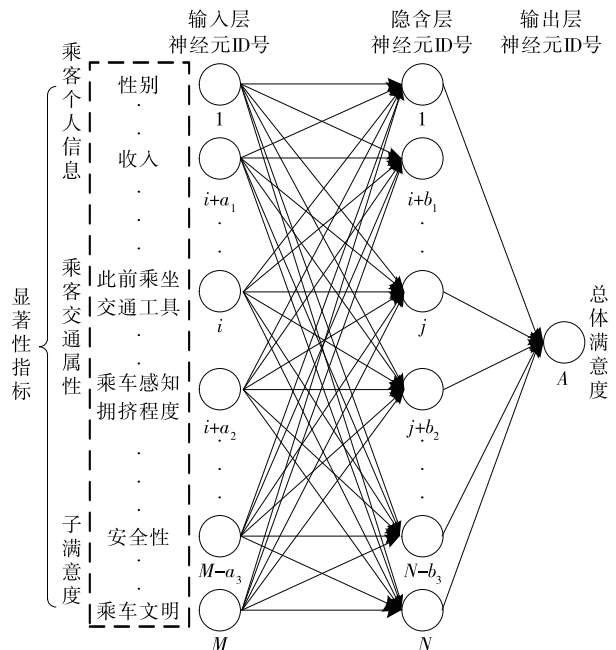 输入层
神经元ID号
隐含层
神经元ID号
输出层
神经元ID号
显著性指标
乘客个人信息
乘客交通属性
子满意度
性别
收入
此前乘坐
交通工具
乘车感知
拥挤程度
安全性
乘车文明
1
i+a₁
i
i+a₂
M−a₃
M
1
i+b₁
j
j+b₂
N−b₃
N
A
总体满意度